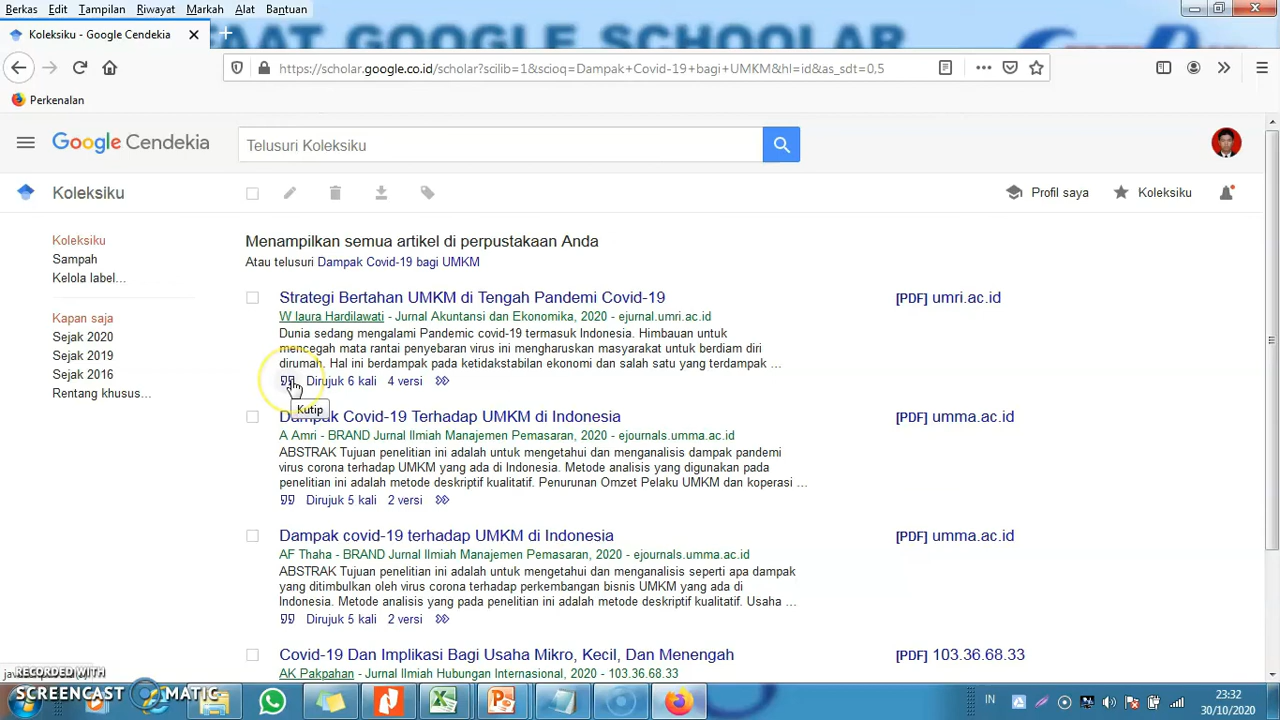 Berkas Edit Tampilan Riwayat Markah Alat Bantuan
GOOGLE SCHOOLAR
Koleksiku - Google Cendekia
https://scholar.google.co.id/scholar?scilib=1&scioq=Dampak+Covid-19+bagi+UMKM&hl=id&as_sdt=0,5
Perkenalan
Google Cendekia
Telusuri Koleksiku
Koleksiku
Profil saya Koleksiku
Koleksiku
Sampah
Kelola label...
Kapan saja
Sejak 2020
Sejak 2019
Sejak 2016
Rentang khusus...
Menampilkan semua artikel di perpustakaan Anda
Atau telusuri Dampak Covid-19 bagi UMKM
Strategi Bertahan UMKM di Tengah Pandemi Covid-19
[PDF] umri.ac.id
W laura Hardilawati - Jurnal Akuntansi dan Ekonomika, 2020 - ejurnal.umri.ac.id
Dunia sedang mengalami Pandemic covid-19 termasuk Indonesia. Himbauan untuk
mencegah mata rantai penyebaran virus ini mengharuskan masyarakat untuk berdiam diri
dirumah. Hal ini berdampak pada ketidakstabilan ekonomi dan salah satu yang terdampak ...
Dirujuk 6 kali 4 versi
Kutip
Dampak Covid-19 Terhadap UMKM di Indonesia
[PDF] umma.ac.id
A Amri - BRAND Jurnal Ilmiah Manajemen Pemasaran, 2020 - ejournals.umma.ac.id
ABSTRAK Tujuan penelitian ini adalah untuk mengetahui dan menganalisis dampak pandemi
virus corona terhadap UMKM yang ada di Indonesia. Metode analisis yang digunakan pada
penelitian ini adalah metode deskriptif kualitatif. Penurunan Omzet Pelaku UMKM dan koperasi ...
Dirujuk 5 kali 2 versi
Dampak covid-19 terhadap UMKM di Indonesia
[PDF] umma.ac.id
AF Thaha - BRAND Jurnal Ilmiah Manajemen Pemasaran, 2020 - ejournals.umma.ac.id
ABSTRAK Tujuan penelitian ini adalah untuk mengetahui dan menganalisis seperti apa dampak
yang ditimbulkan oleh virus corona terhadap perkembangan bisnis UMKM yang ada di
Indonesia. Metode analisis yang pada penelitian ini adalah metode deskriptif kualitatif. Usaha ...
Dirujuk 5 kali 2 versi
Covid-19 Dan Implikasi Bagi Usaha Mikro, Kecil, Dan Menengah
[PDF] 103.36.68.33
AK Pakpahan - Jurnal Ilmiah Hubungan Internasional, 2020 - 103.36.68.33
RECORDED WITH
SCREENCAST MATIC
IN
23:32
30/10/2020